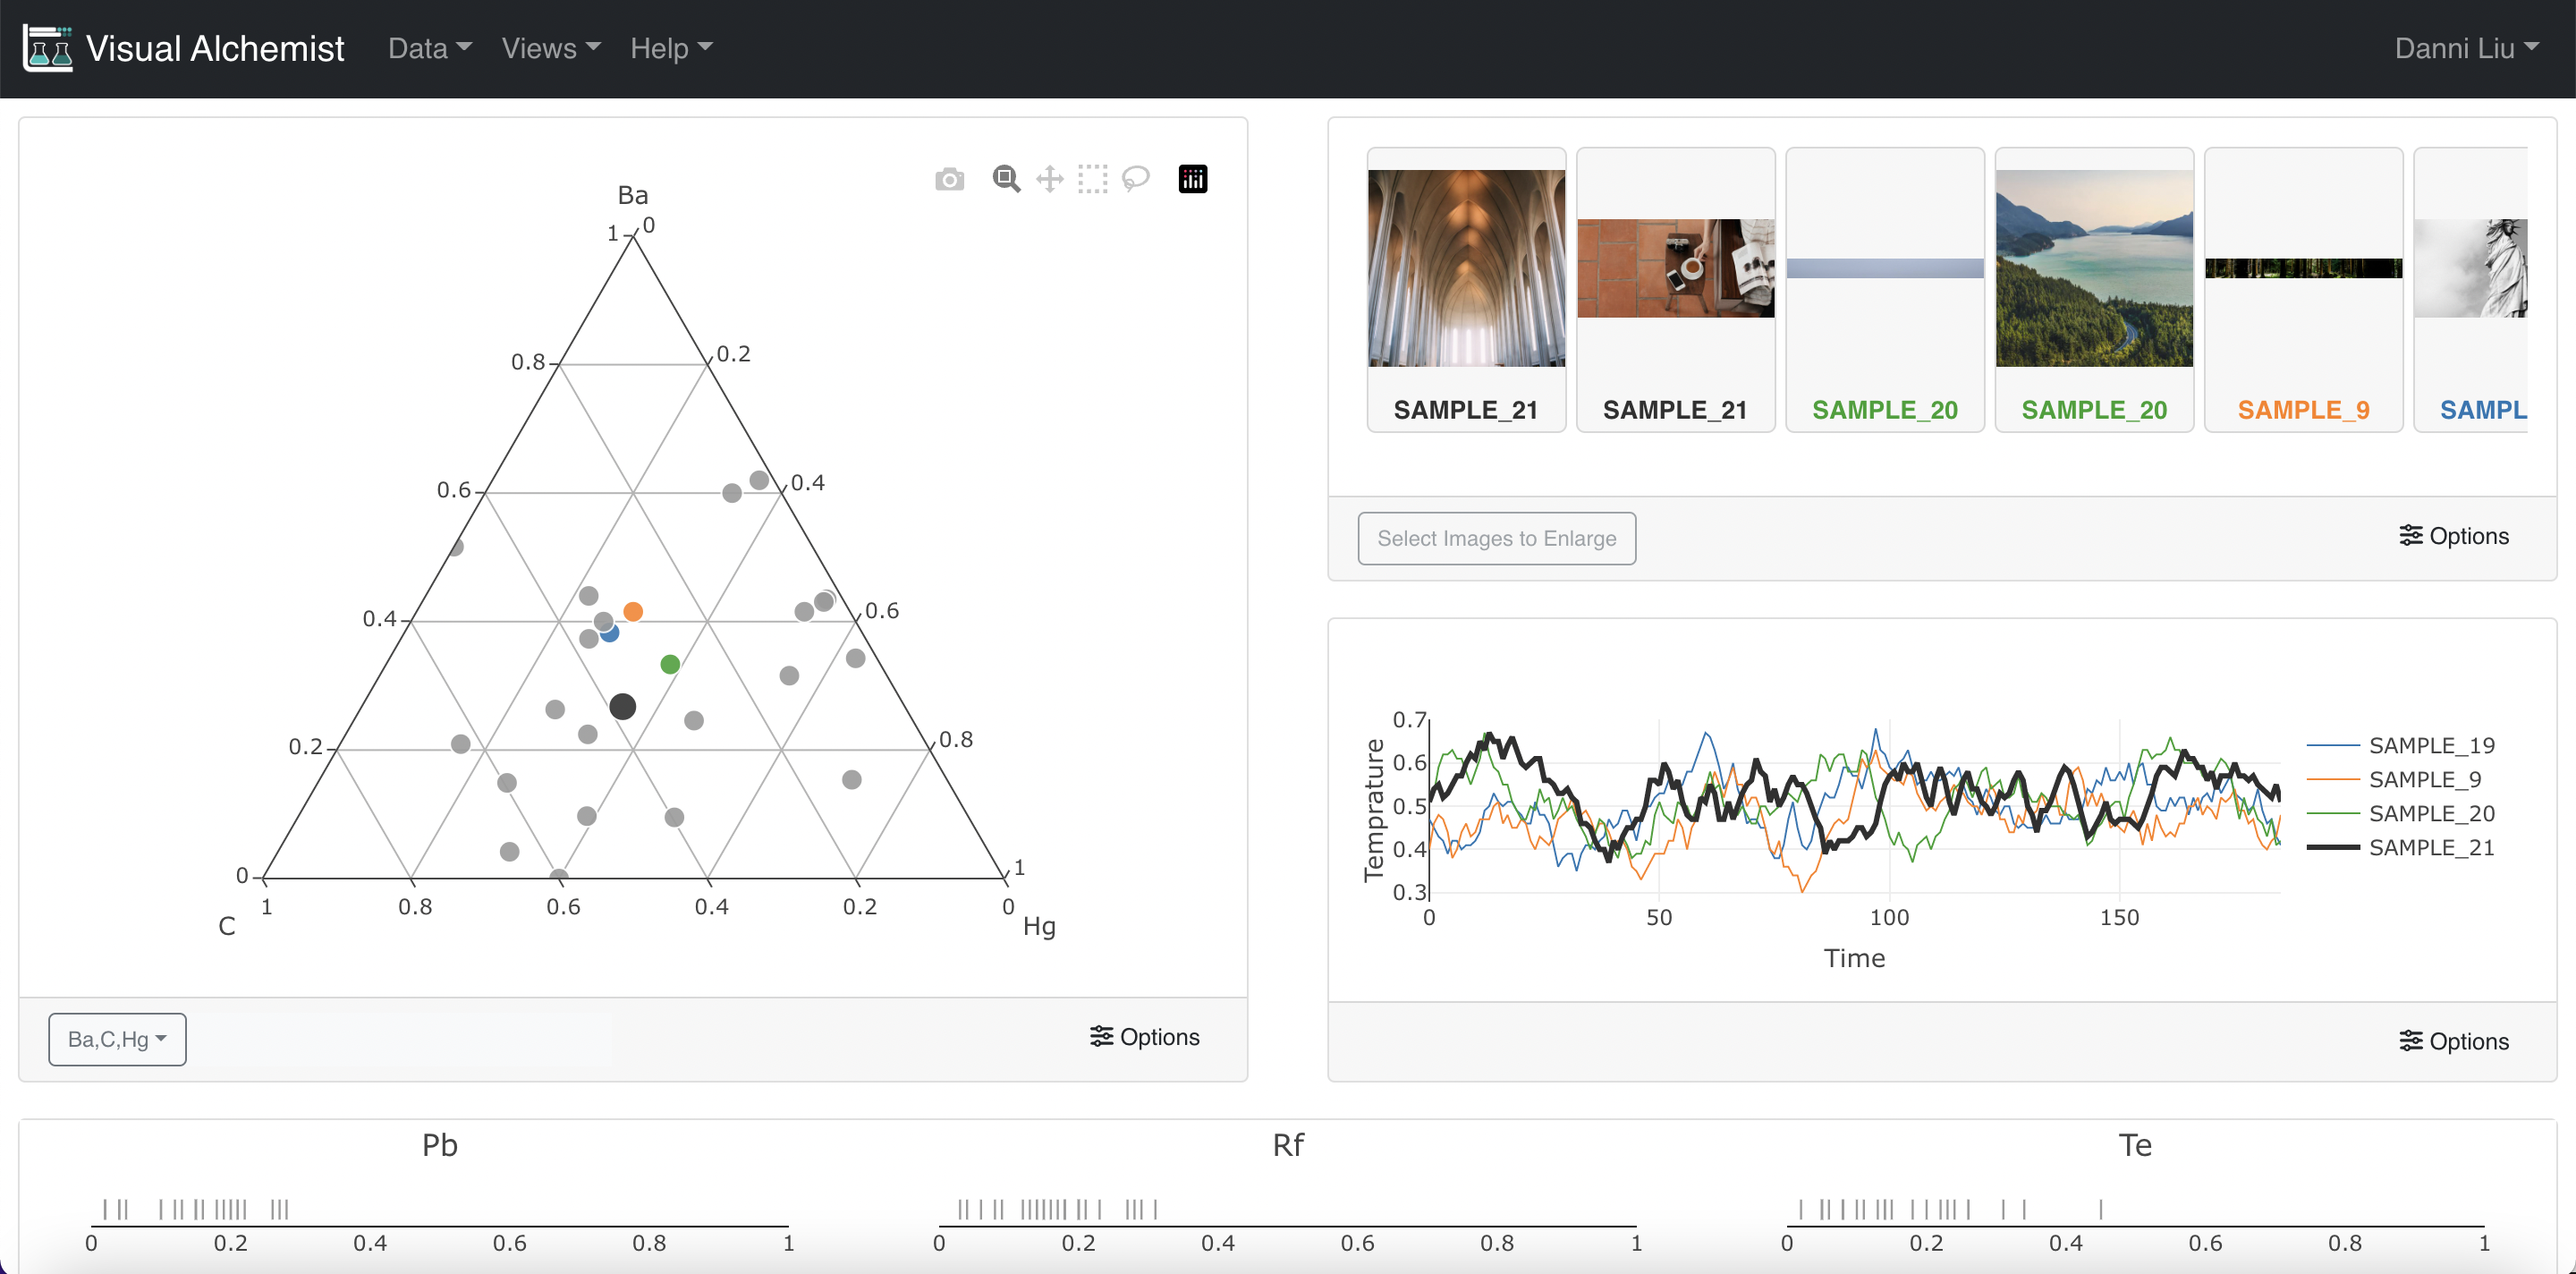 Visual Alchemist Data Views Help Danni Liu
Ba
1 0
0.8 0.2
0.6 0.4
0.4 0.6
0.2 0.8
0 1
1 0.8 0.6 0.4 0.2 0
C Hg
Ba,C,Hg Options
SAMPLE_21 SAMPLE_21 SAMPLE_20 SAMPLE_20 SAMPLE_9 SAMPL
Select Images to Enlarge Options
Temprature
0.7
0.6
0.5
0.4
0.3
0 50 100 150
Time
SAMPLE_19
SAMPLE_9
SAMPLE_20
SAMPLE_21
Options
Pb Rf Te
0 0.2 0.4 0.6 0.8 1 0 0.2 0.4 0.6 0.8 1 0 0.2 0.4 0.6 0.8 1